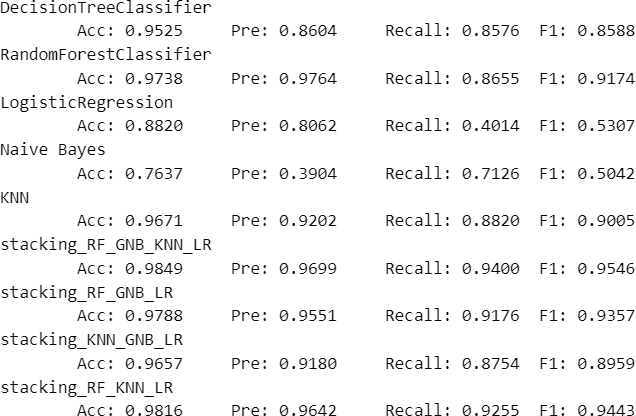 DecisionTreeClassifier
Acc: 0.9525 Pre: 0.8604 Recall: 0.8576 F1: 0.8588
RandomForestClassifier
Acc: 0.9738 Pre: 0.9764 Recall: 0.8655 F1: 0.9174
LogisticRegression
Acc: 0.8820 Pre: 0.8062 Recall: 0.4014 F1: 0.5307
Naive Bayes
Acc: 0.7637 Pre: 0.3904 Recall: 0.7126 F1: 0.5042
KNN
Acc: 0.9671 Pre: 0.9202 Recall: 0.8820 F1: 0.9005
stacking_RF_GNB_KNN_LR
Acc: 0.9849 Pre: 0.9699 Recall: 0.9400 F1: 0.9546
stacking_RF_GNB_LR
Acc: 0.9788 Pre: 0.9551 Recall: 0.9176 F1: 0.9357
stacking_KNN_GNB_LR
Acc: 0.9657 Pre: 0.9180 Recall: 0.8754 F1: 0.8959
stacking_RF_KNN_LR
Acc: 0.9816 Pre: 0.9642 Recall: 0.9255 F1: 0.9443